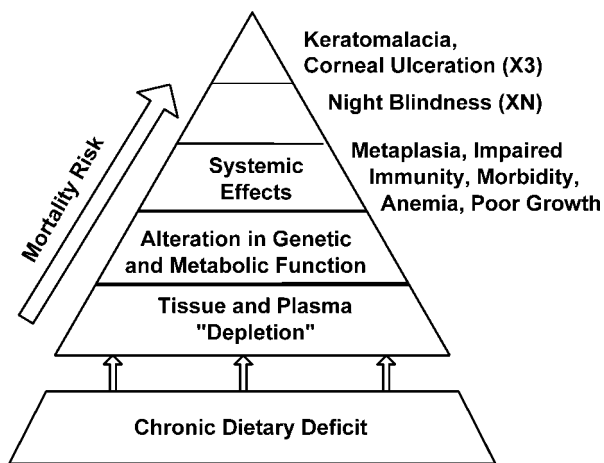 Keratomalacia,
Corneal Ulceration (X3)
Night Blindness (XN)
Metaplasia, Impaired
Immunity, Morbidity,
Anemia, Poor Growth
Mortality Risk
Systemic
Effects
Alteration in Genetic
and Metabolic Function
Tissue and Plasma
"Depletion"
Chronic Dietary Deficit